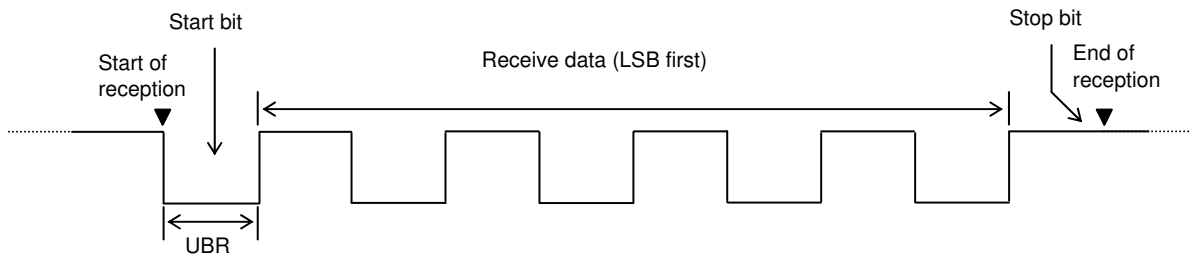 Start bit
Stop bit
Start of
reception
Receive data (LSB first)
End of
reception
UBR